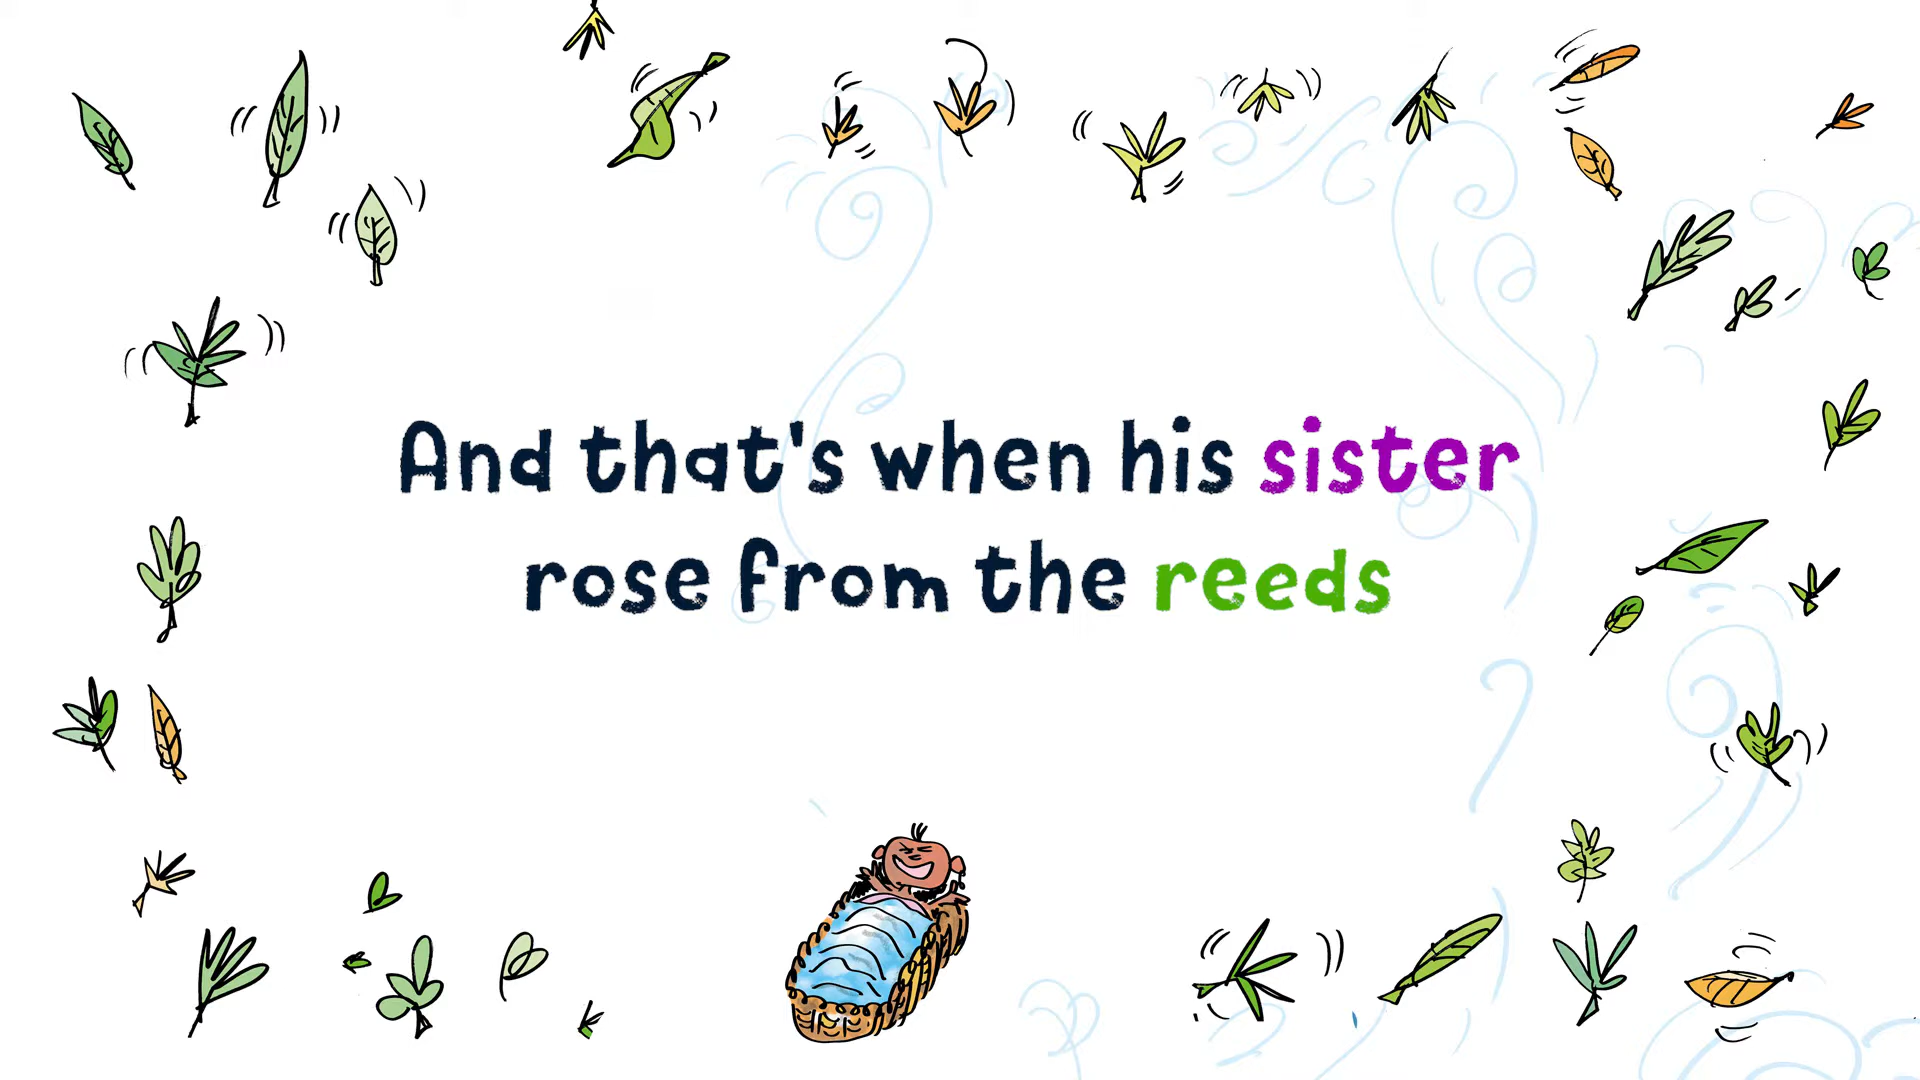 And that's when his sister
rose from the reeds